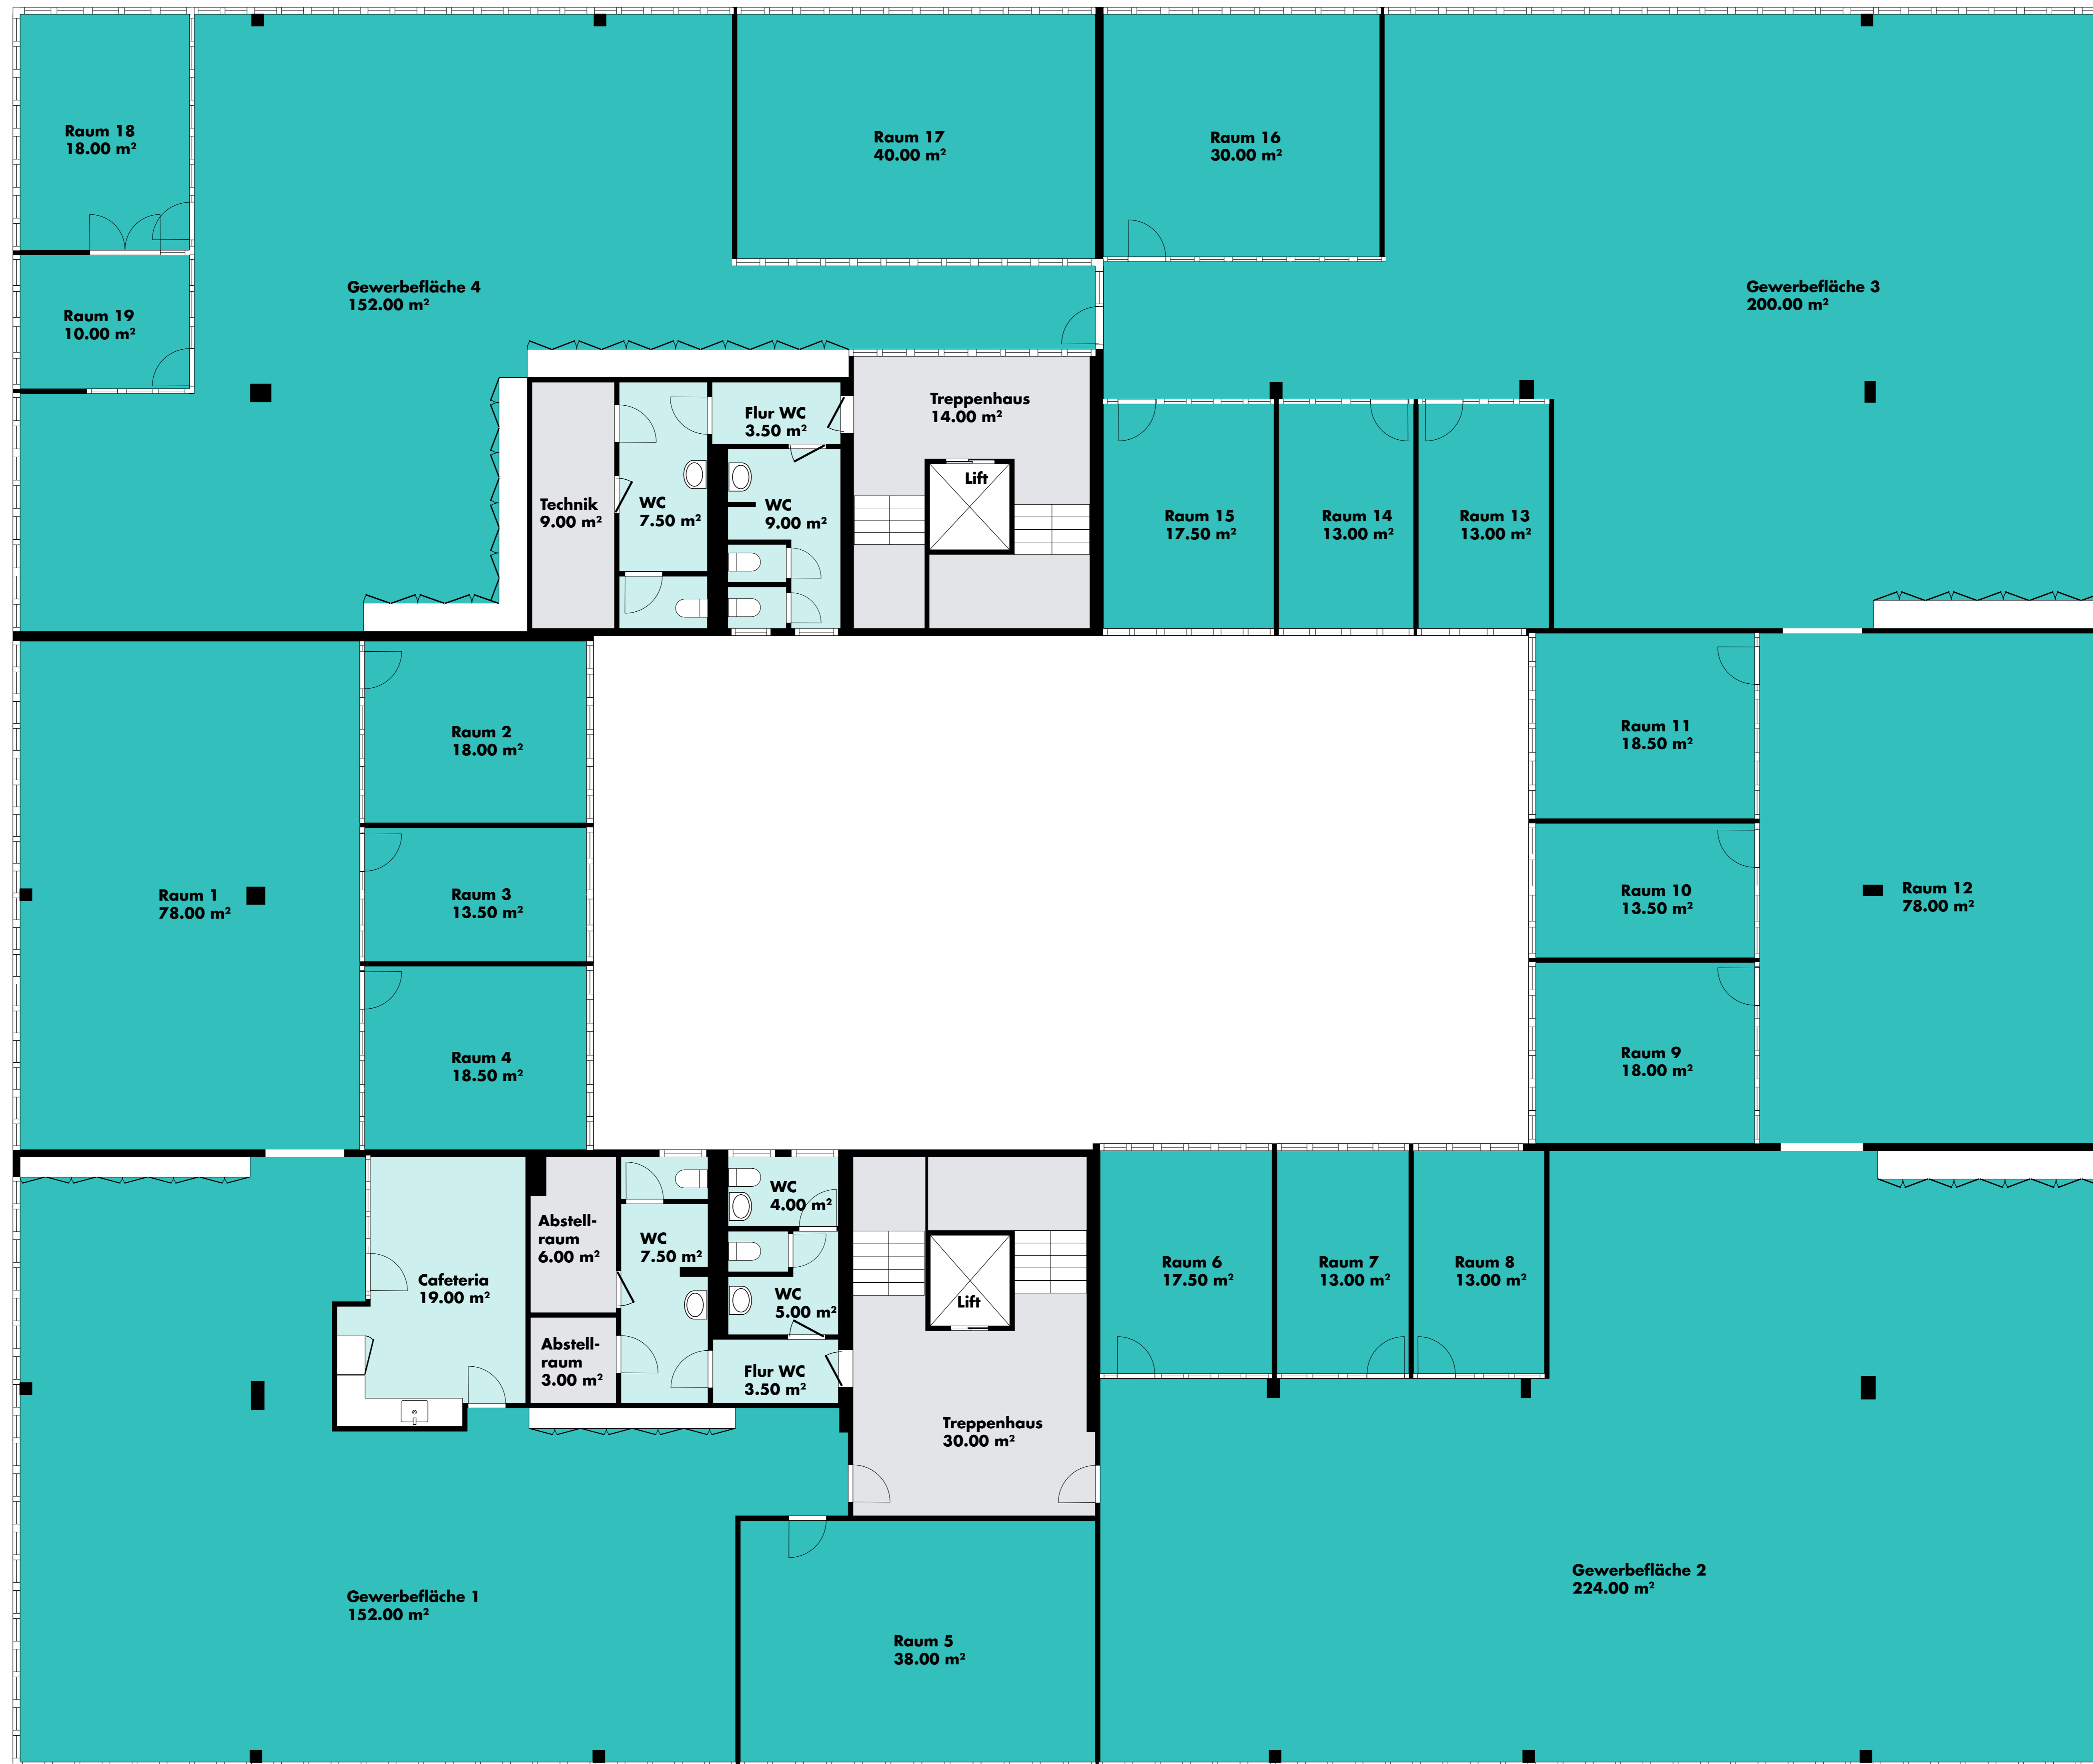 Raum 18
18.00 m²
Raum 17
40.00 m²
Raum 16
30.00 m²
Raum 19
10.00 m²
Gewerbefläche 4
152.00 m²
Gewerbefläche 3
200.00 m²
Flur WC
3.50 m²
Treppenhaus
14.00 m²
Lift
Technik
9.00 m²
WC
7.50 m²
WC
9.00 m²
Raum 15
17.50 m²
Raum 14
13.00 m²
Raum 13
13.00 m²
Raum 2
18.00 m²
Raum 11
18.50 m²
Raum 1
78.00 m²
Raum 3
13.50 m²
Raum 10
13.50 m²
Raum 12
78.00 m²
Raum 4
18.50 m²
Raum 9
18.00 m²
WC
4.00 m²
Abstell-
raum
6.00 m²
WC
7.50 m²
Cafeteria
19.00 m²
WC
5.00 m²
Lift
Raum 6
17.50 m²
Raum 7
13.00 m²
Raum 8
13.00 m²
Abstell-
raum
3.00 m²
Flur WC
3.50 m²
Treppenhaus
30.00 m²
Gewerbefläche 1
152.00 m²
Gewerbefläche 2
224.00 m²
Raum 5
38.00 m²